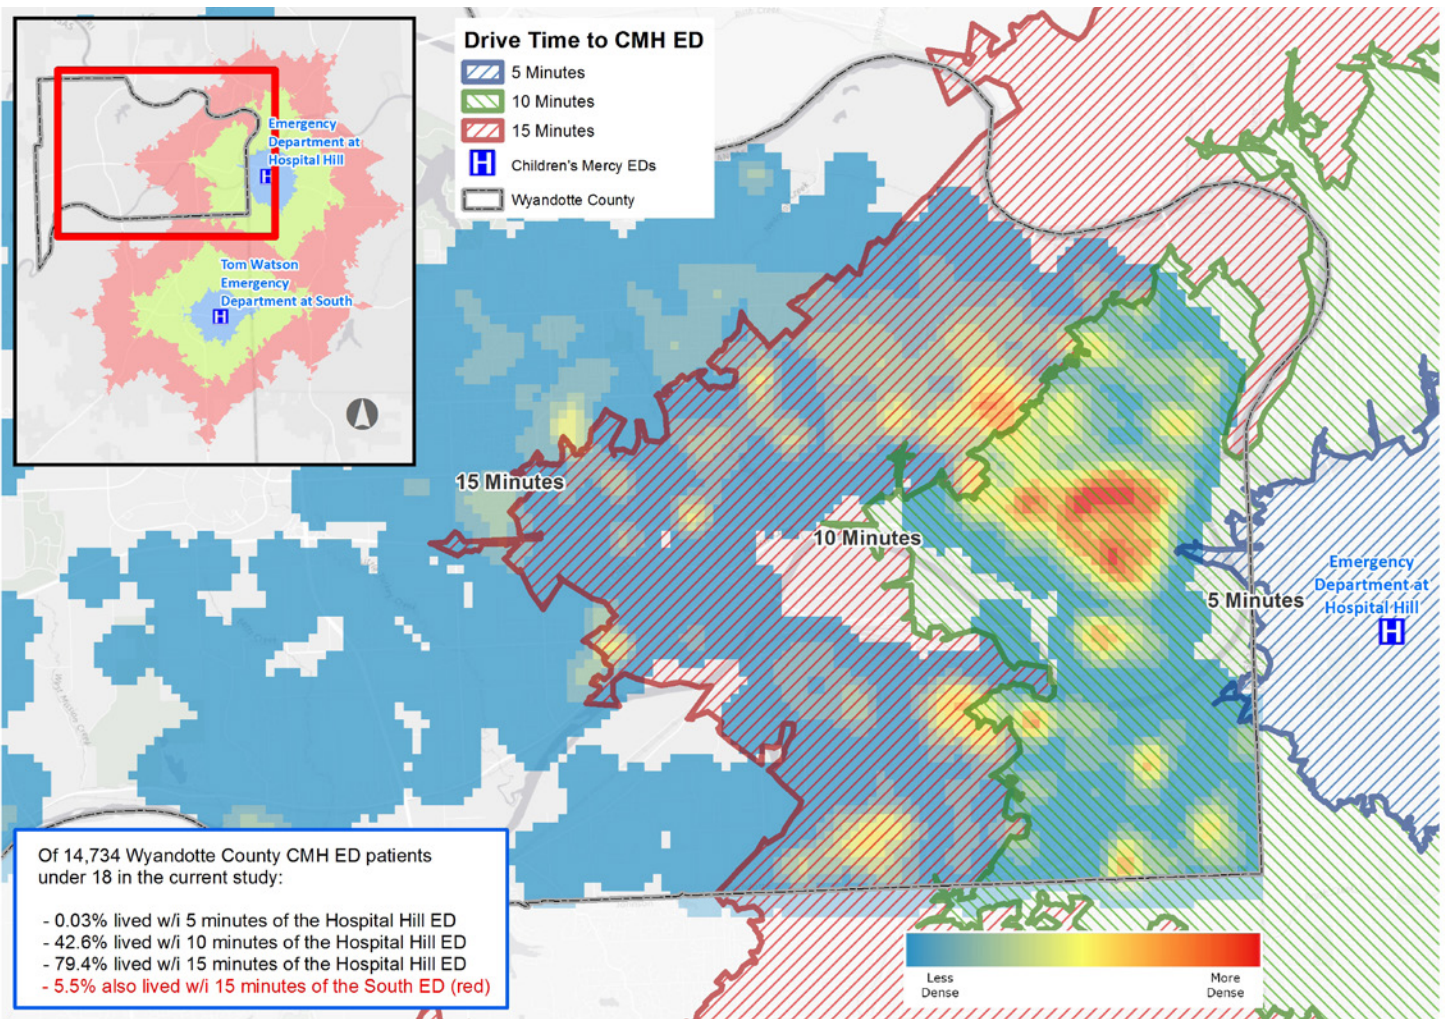 Emergency
Department at
Hospital Hill
H
Tom Watson
Emergency
Department at South
H
Drive Time to CMH ED
5 Minutes
10 Minutes
15 Minutes
H
Children's Mercy EDs
Wyandotte County
15 Minutes
10 Minutes
5 Minutes
Emergency
Department at
Hospital Hill
H
Of 14,734 Wyandotte County CMH ED patients
under 18 in the current study:
- 0.03% lived w/i 5 minutes of the Hospital Hill ED
- 42.6% lived w/i 10 minutes of the Hospital Hill ED
- 79.4% lived w/i 15 minutes of the Hospital Hill ED
- 5.5% also lived w/i 15 minutes of the South ED (red)
Less
Dense
More
Dense